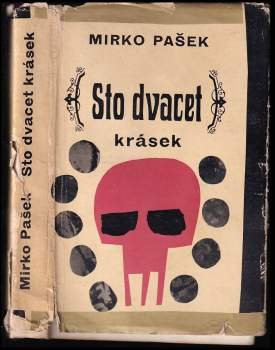 Mirko Pašek Sto dvacet krásek
MIRKO PAŠEK
Sto dvacet
krásek